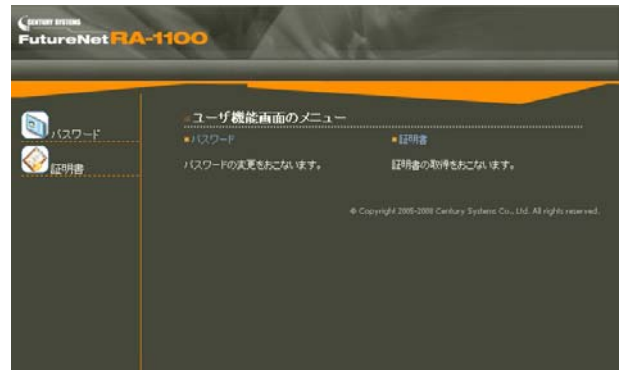 CENTURY SYSTEMS
FutureNet RA-1100
パスワード
証明書
ユーザ機能画面のメニュー
パスワード
証明書
パスワードの変更をおこないます。
証明書の取得をおこないます。
© Copyright 2005-2008 Century Systems Co., Ltd. All rights reserved.